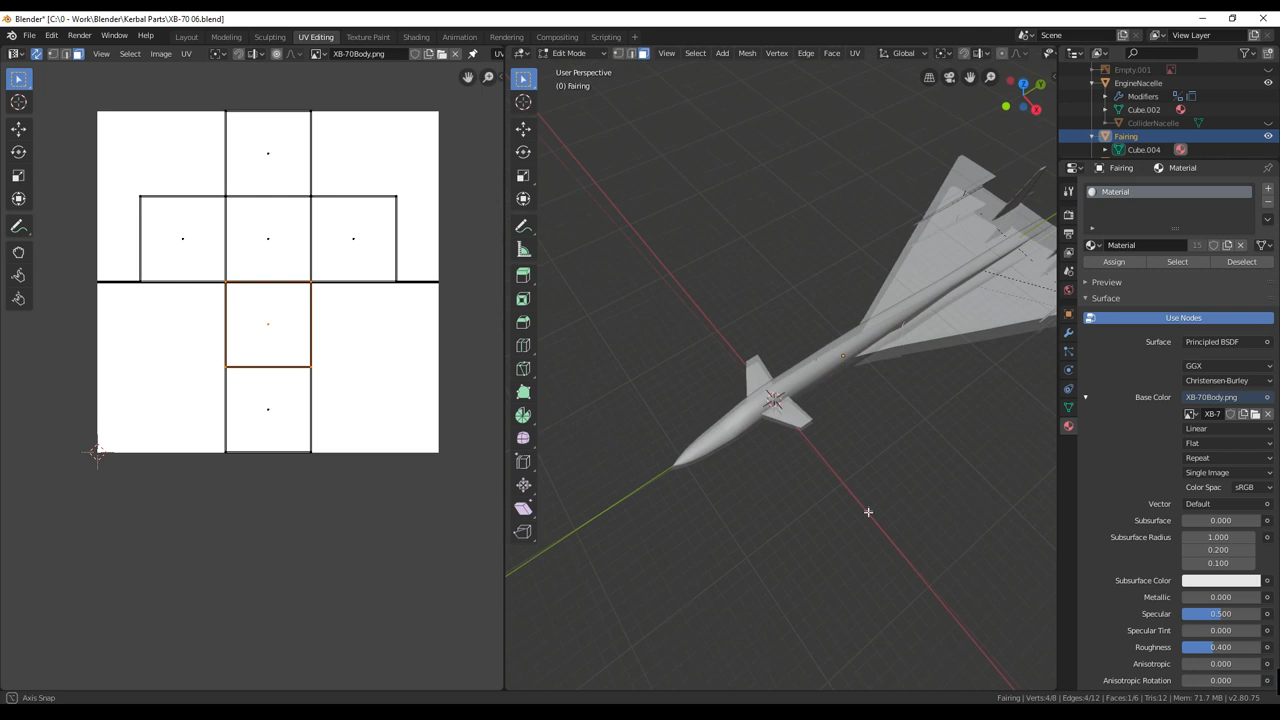 Blender* [C:\0 - Work\Blender\Kerbal Parts\XB-70 06.blend]
File Edit Render Window Help Layout Modeling Sculpting UV Editing Texture Paint Shading Animation Rendering Compositing Scripting + Scene View Layer
View Select Image XB-70Body.png UV Edit Mode View Select Add Mesh Vertex Edge Face UV Global
User Perspective
(0) Fairing
Z
Y
X
Empty.001
EngineNacelle
Modifiers
Cube.002
ColliderNacelle
Fairing
Cube.004
Fairing Material
Material
Material 15
Assign Select Deselect
Preview
Surface
Use Nodes
Surface Principled BSDF
GGX
Christensen-Burley
Base Color XB-70Body.png
XB-7
Linear
Flat
Repeat
Single Image
Color Spac sRGB
Vector Default
Subsurface 0.000
Subsurface Radius 1.000
0.200
0.100
Subsurface Color
Metallic 0.000
Specular 0.500
Specular Tint 0.000
Roughness 0.400
Anisotropic 0.000
Anisotropic Rotation 0.000
Axis Snap
Fairing | Verts:4/8 | Edges:4/12 | Faces:1/6 | Tris:12 | Mem: 71.7 MB | v2.80.75